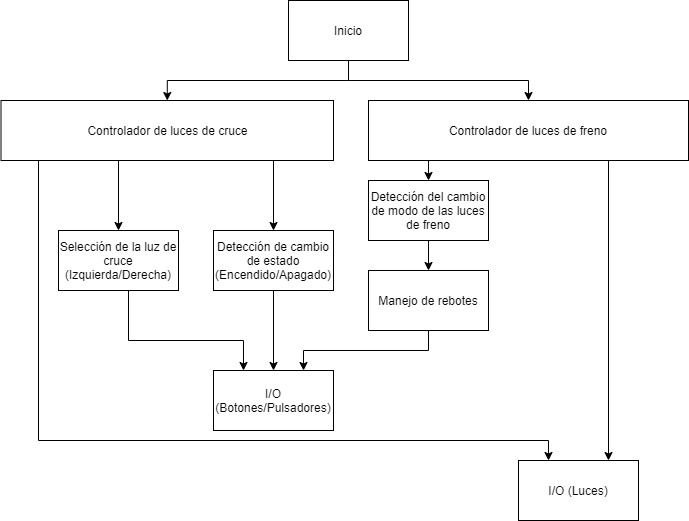 Inicio
Controlador de luces de cruce
Controlador de luces de freno
Detección del cambio
de modo de las luces
de freno
Selección de la luz de
cruce
(Izquierda/Derecha)
Detección de cambio
de estado
(Encendido/Apagado)
Manejo de rebotes
I/O
(Botones/Pulsadores)
I/O (Luces)